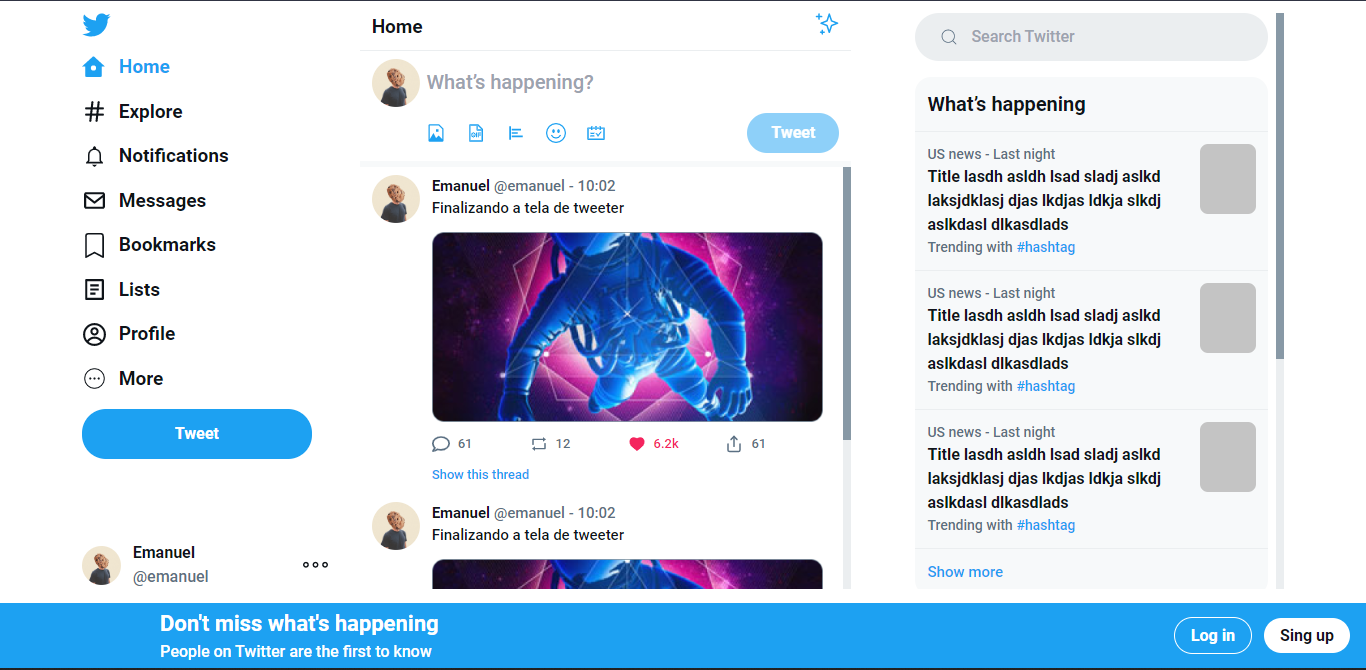 Home
Explore
Notifications
Messages
Bookmarks
Lists
Profile
More
Tweet
Emanuel
@emanuel
Home
What's happening?
GIF
Tweet
Emanuel @emanuel - 10:02
Finalizando a tela de tweeter
61 12 6.2k 61
Show this thread
Emanuel @emanuel - 10:02
Finalizando a tela de tweeter
Search Twitter
What's happening
US news - Last night
Title lasdh asldh lsad sladj aslkd
laksjdklasj djas lkdjas ldkja slkdj
aslkdasl dlkasdlads
Trending with #hashtag
US news - Last night
Title lasdh asldh lsad sladj aslkd
laksjdklasj djas lkdjas ldkja slkdj
aslkdasl dlkasdlads
Trending with #hashtag
US news - Last night
Title lasdh asldh lsad sladj aslkd
laksjdklasj djas lkdjas ldkja slkdj
aslkdasl dlkasdlads
Trending with #hashtag
Show more
Don't miss what's happening
People on Twitter are the first to know
Log in
Sing up